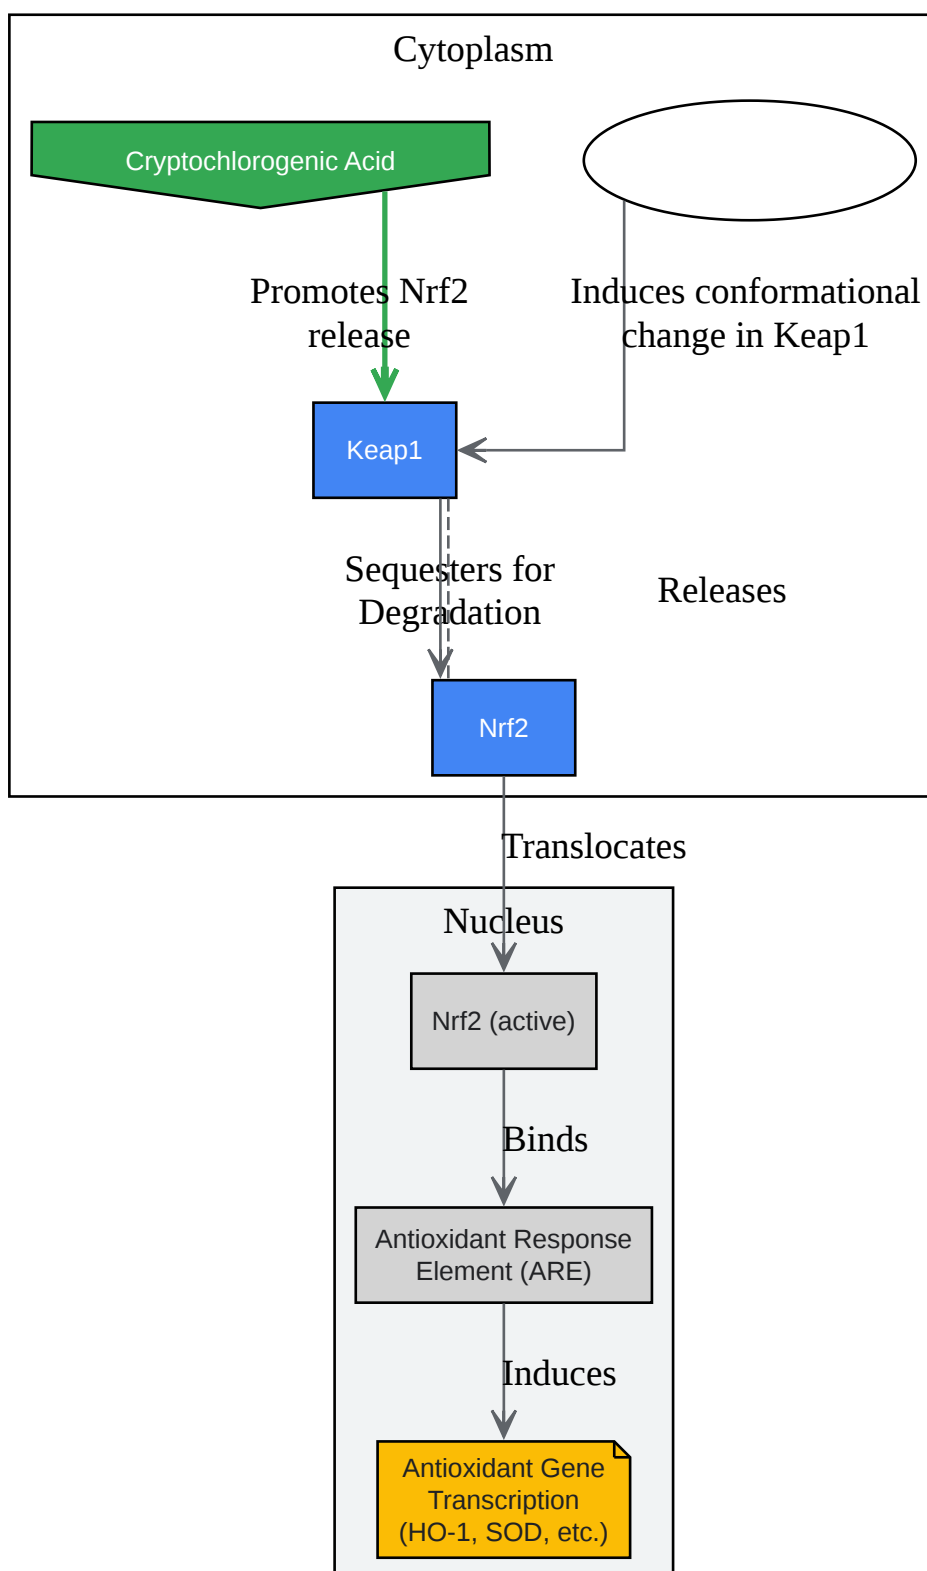 Cytoplasm
Cryptochlorogenic Acid
Promotes Nrf2
release
Induces conformational
change in Keap1
Keap1
Sequesters for
Degradation
Releases
Nrf2
Translocates
Nucleus
Nrf2 (active)
Binds
Antioxidant Response
Element (ARE)
Induces
Antioxidant Gene
Transcription
(HO-1, SOD, etc.)